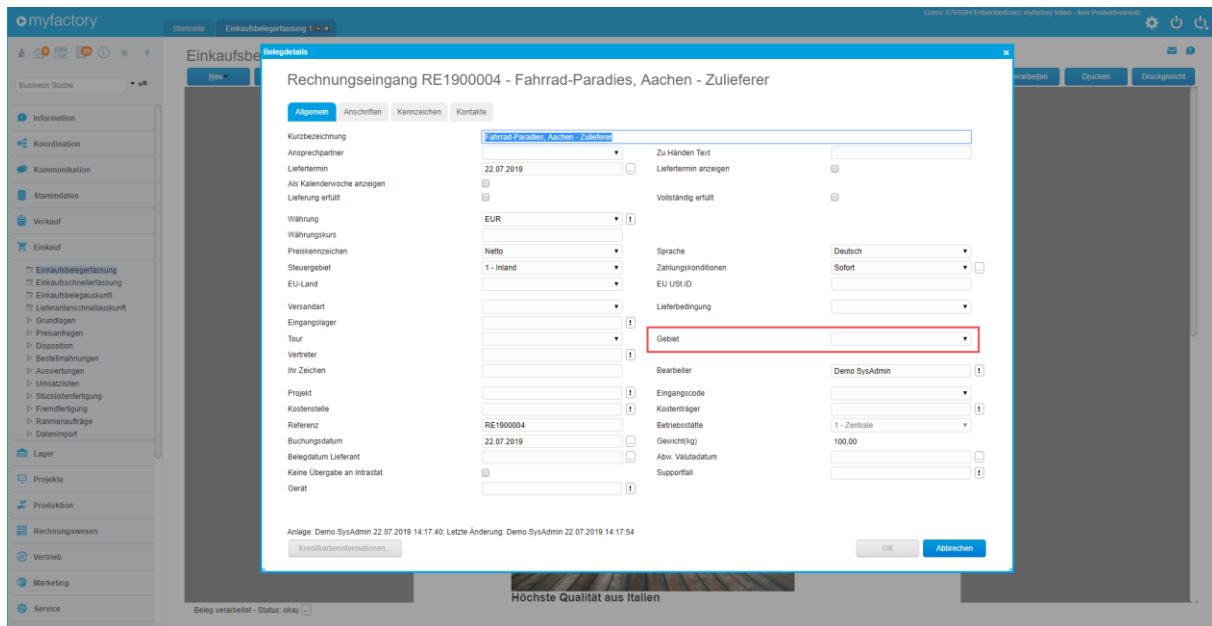 myfactory
Startseite
Einkaufsbelegerfassung
Lizenz A791684 Entwicklerlizenz myfactory Intern - kein Produktiveinsatz
Business Suche
Einkaufsbe
Neu
erarbeiten
Drucken
Druckansicht
Information
Koordination
Kommunikation
Stammdaten
Verkauf
Einkauf
Einkaufsbelegerfassung
Einkaufsschnellerfassung
Einkaufsbelegauskunft
Lieferantenschnellauskunft
Grundlagen
Preisanfragen
Disposition
Bestellmahnungen
Auswertungen
Umsatzlisten
Stücklistenfertigung
Fremdfertigung
Rahmenaufträge
Datenimport
Lager
Projekte
Produktion
Rechnungswesen
Vertrieb
Marketing
Service
Belegdetails
Rechnungseingang RE1900004 - Fahrrad-Paradies, Aachen - Zulieferer
Allgemein Anschriften Kennzeichen Kontakte
Kurzbezeichnung Fahrrad-Paradies, Aachen - Zulieferer
Ansprechpartner Zu Händen Text
Liefertermin 22.07.2019 Liefertermin anzeigen
Als Kalenderwoche anzeigen
Lieferung erfüllt Vollständig erfüllt
Währung EUR
Währungskurs
Preiskennzeichen Netto Sprache Deutsch
Steuergebiet 1 - Inland Zahlungskonditionen Sofort
EU-Land EU USt.ID
Versandart Lieferbedingung
Eingangslager
Tour Gebiet
Vertreter
Ihr Zeichen Bearbeiter Demo SysAdmin
Projekt Eingangscode
Kostenstelle Kostenträger
Referenz RE1900004 Betriebsstätte 1 - Zentrale
Buchungsdatum 22.07.2019 Gewicht(kg) 100,00
Belegdatum Lieferant Abw. Valutadatum
Keine Übergabe an Intrastat Supportfall
Gerät
Anlage: Demo SysAdmin 22.07.2019 14:17:40; Letzte Änderung: Demo SysAdmin 22.07.2019 14:17:54
Kreditkarteninformationen...
OK Abbrechen
Höchste Qualität aus Italien
Beleg verarbeitet - Status: okay